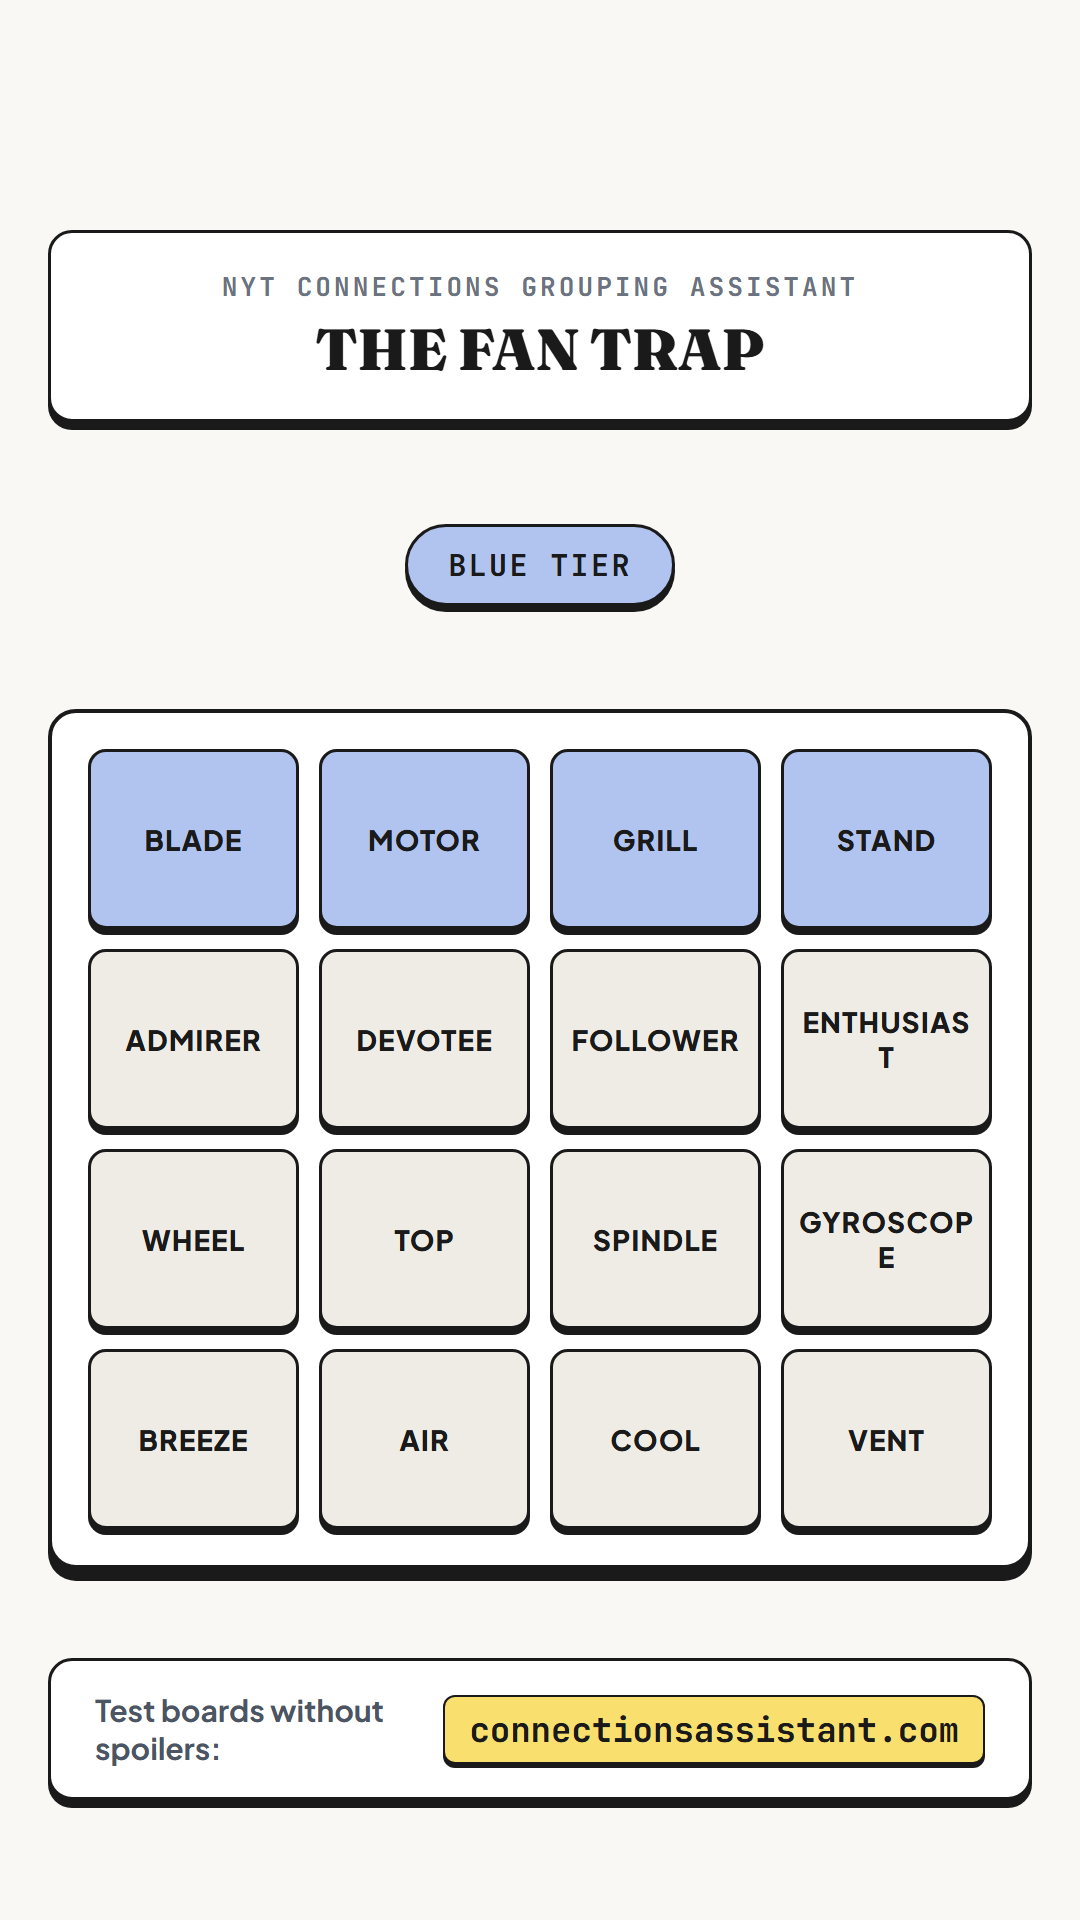 NYT CONNECTIONS GROUPING ASSISTANT
THE FAN TRAP
BLUE TIER
BLADE MOTOR GRILL STAND
ADMIRER DEVOTEE FOLLOWER ENTHUSIAS
T
WHEEL TOP SPINDLE GYROSCOP
E
BREEZE AIR COOL VENT
Test boards without
spoilers:
connectionsassistant.com